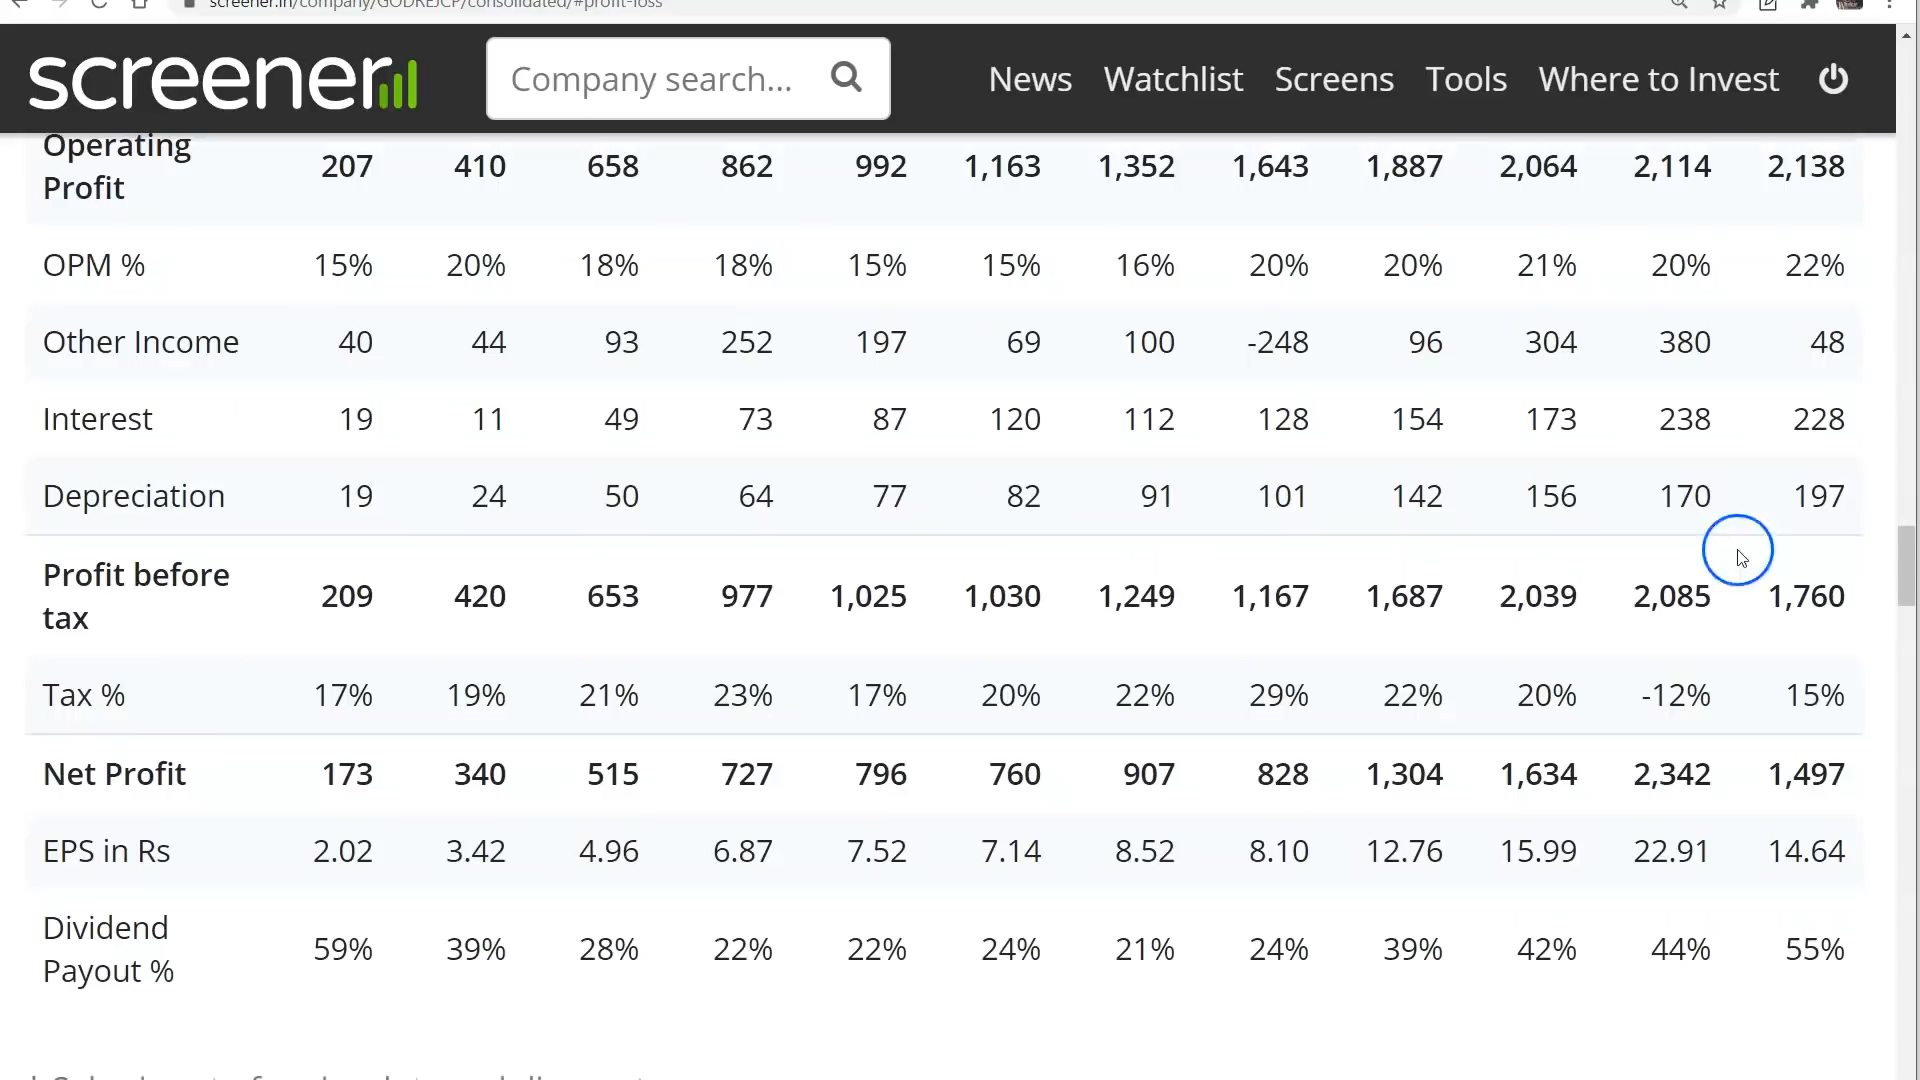 screener.in/company/GODREJCP/consolidated/#profit-loss
screener Company search... News Watchlist Screens Tools Where to Invest
Operating
Profit 207 410 658 862 992 1,163 1,352 1,643 1,887 2,064 2,114 2,138
OPM % 15% 20% 18% 18% 15% 15% 16% 20% 20% 21% 20% 22%
Other Income 40 44 93 252 197 69 100 -248 96 304 380 48
Interest 19 11 49 73 87 120 112 128 154 173 238 228
Depreciation 19 24 50 64 77 82 91 101 142 156 170 197
Profit before
tax 209 420 653 977 1,025 1,030 1,249 1,167 1,687 2,039 2,085 1,760
Tax % 17% 19% 21% 23% 17% 20% 22% 29% 22% 20% -12% 15%
Net Profit 173 340 515 727 796 760 907 828 1,304 1,634 2,342 1,497
EPS in Rs 2.02 3.42 4.96 6.87 7.52 7.14 8.52 8.10 12.76 15.99 22.91 14.64
Dividend
Payout % 59% 39% 28% 22% 22% 24% 21% 24% 39% 42% 44% 55%